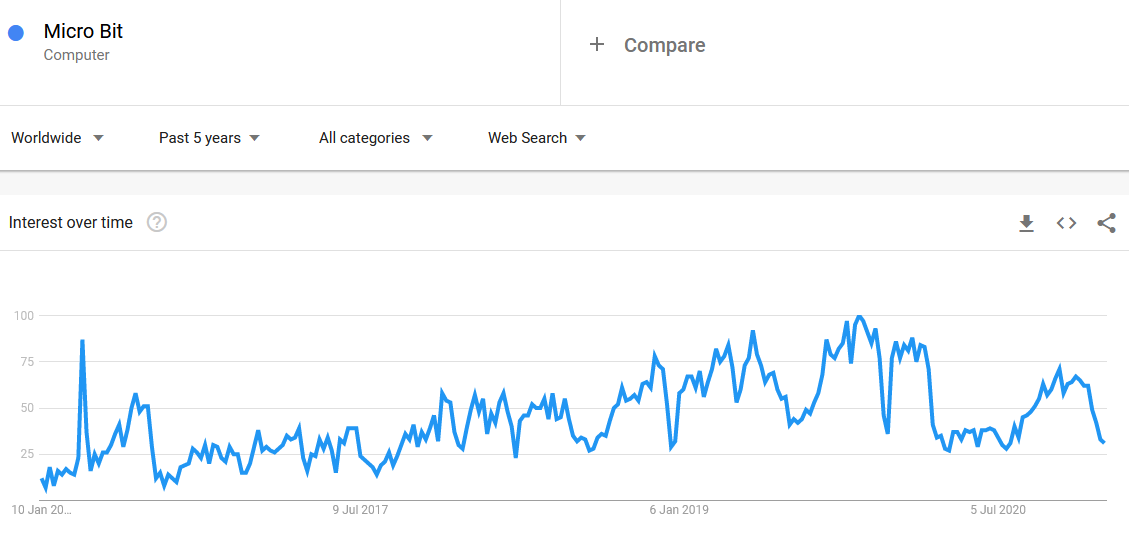 Micro Bit
Computer
+ Compare
Worldwide Past 5 years All categories Web Search
Interest over time ?
100
75
50
25
10 Jan 20... 9 Jul 2017 6 Jan 2019 5 Jul 2020